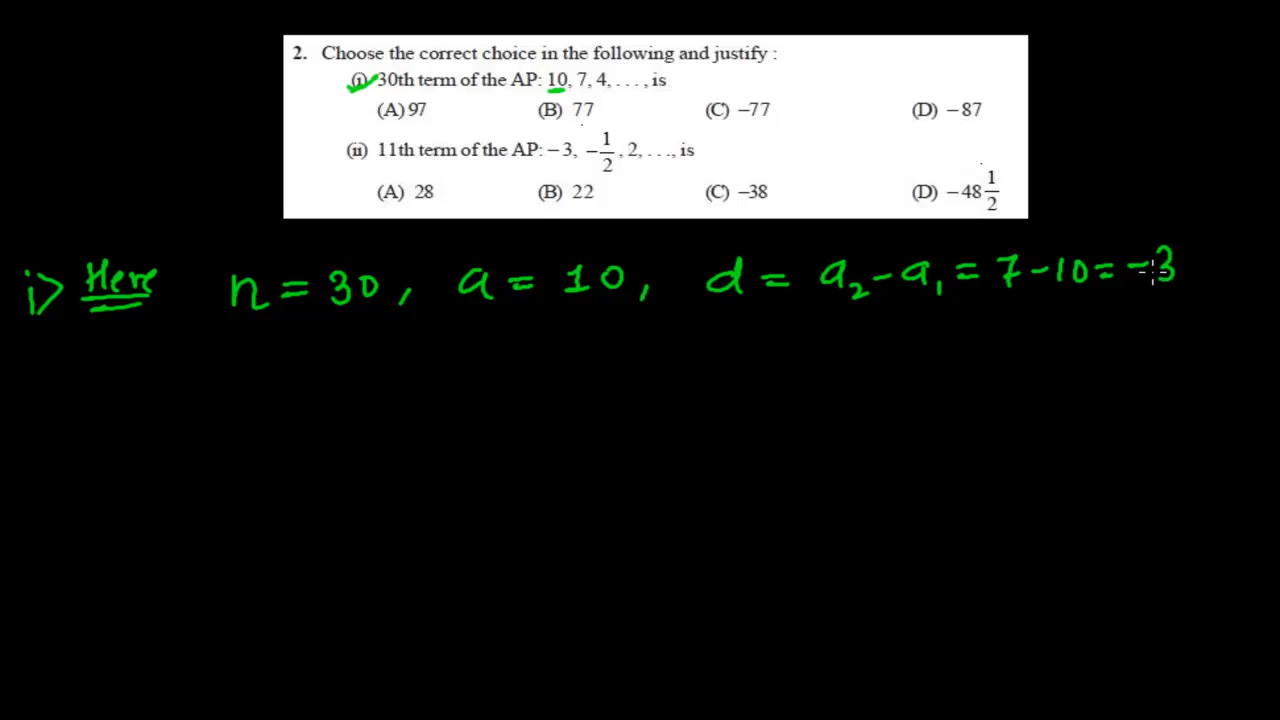 2. Choose the correct choice in the following and justify :
(i) 30th term of the AP: 10, 7, 4, . . . , is
(A) 97 (B) 77 (C) –77 (D) – 87
(ii) 11th term of the AP: – 3, –1/2, 2, . . ., is
(A) 28 (B) 22 (C) –38 (D) – 48 1/2
i> Here n = 30, a = 10, d = a₂ - a₁ = 7 - 10 = -3